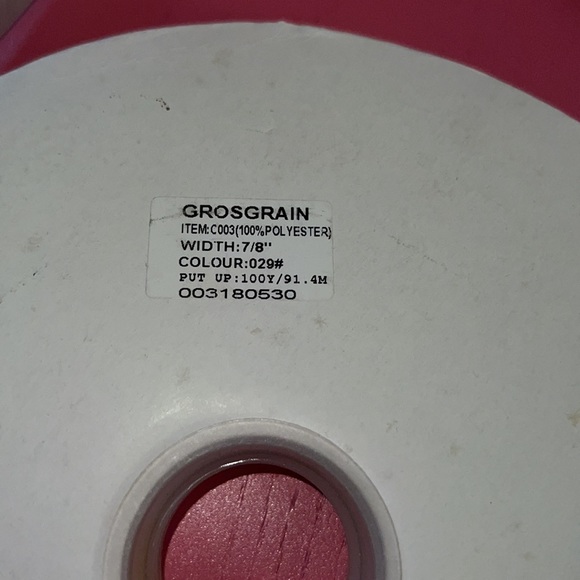 GROSGRAIN
ITEM:C003(100%POLYESTER)
WIDTH:7/8"
COLOUR:029#
PUT UP:100Y/91.4M
003180530